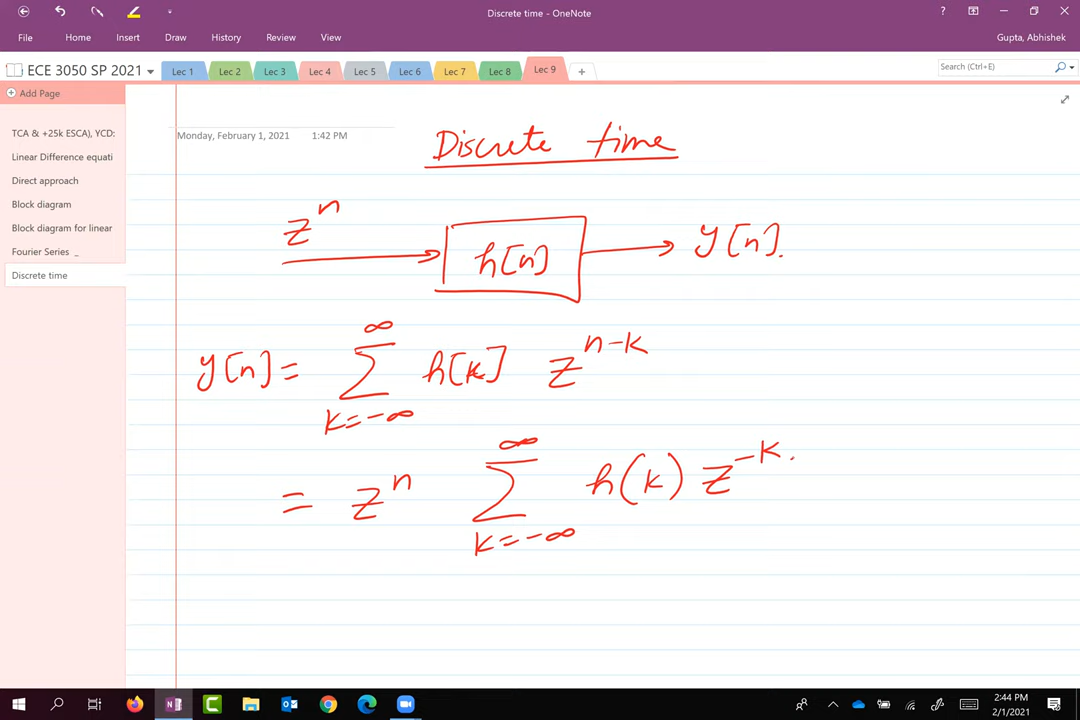 Discrete time - OneNote
? Gupta, Abhishek
File Home Insert Draw History Review View
ECE 3050 SP 2021 Lec 1 Lec 2 Lec 3 Lec 4 Lec 5 Lec 6 Lec 7 Lec 8 Lec 9 + Search (Ctrl+E)
Add Page
TCA & +25k ESCA), YCD:
Linear Difference equati
Direct approach
Block diagram
Block diagram for linear
Fourier Series _
Discrete time
Monday, February 1, 2021 1:42 PM
Discrete time
z^n → h[n] → y[n].
y[n] = ∑_{k=-∞}^{∞} h[k] z^{n-k}
= z^n ∑_{k=-∞}^{∞} h(k) z^{-k}.
2:44 PM
2/1/2021